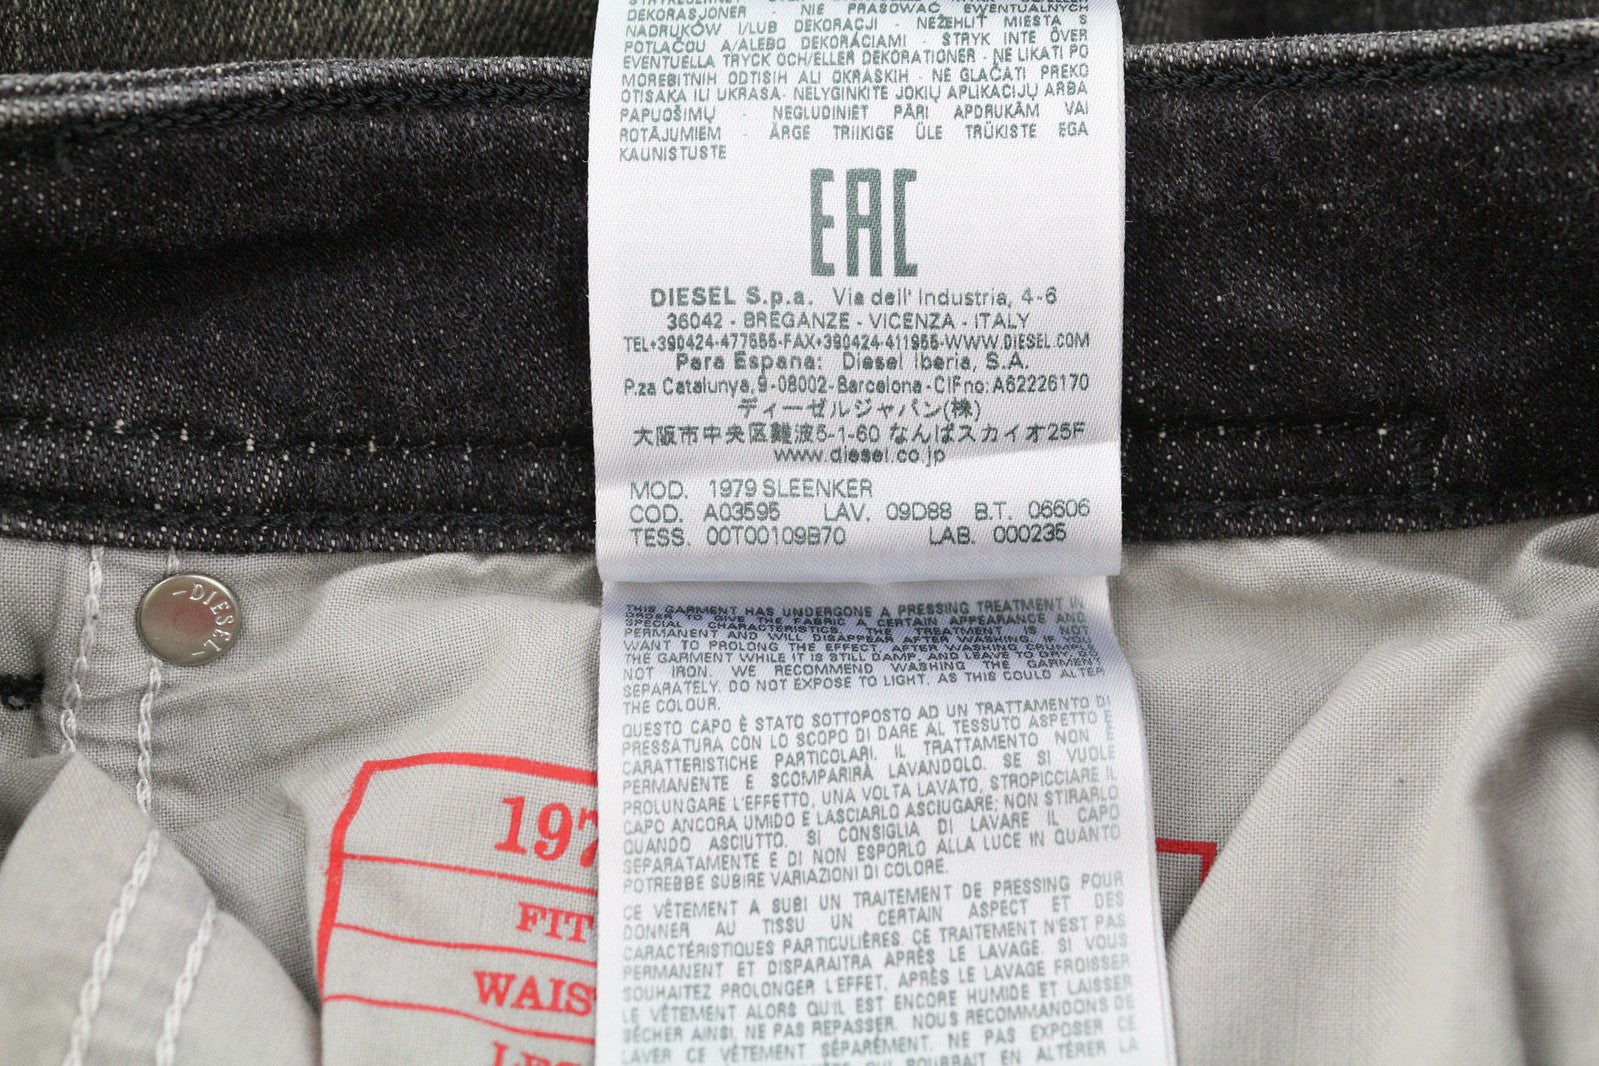 DEKORASJONER - NIE PRASOWAĆ EWENTUALNYCH
NADRUKÓW I/LUB DEKORACJI - NEŽEHLIT MIESTA S
POTLAČOU A/ALEBO DEKORÁCIAMI - STRYK INTE ÖVER
EVENTUELLA TRYCK OCH/ELLER DEKORATIONER - NE LIKATI PO
MOREBITNIH ODTISIH ALI OKRASKIH - NE GLAČATI PREKO
OTISAKA ILI UKRASA - NELYGINKITE JOKIŲ APLIKACIJŲ ARBA
PAPUOŠIMŲ - NEGLUDINIET PĀRI APDRUKĀM VAI
ROTĀJUMIEM - ÄRGE TRIIKIGE ÜLE TRÜKISTE EGA
KAUNISTUSTE
EAC
DIESEL S.p.a. Via dell' Industria, 4-6
36042 - BREGANZE - VICENZA - ITALY
TEL+390424-477555-FAX+390424-411955-WWW.DIESEL.COM
Para Espana: Diesel Iberia, S.A.
P.za Catalunya, 9-08002-Barcelona-CIFno: A62226170
ディーゼルジャパン(株)
大阪市中央区難波5-1-60 なんばスカイオ25F
www.diesel.co.jp
MOD. 1979 SLEENKER
COD. A03595 LAV. 09D88 B.T. 06606
TESS. 00T00109B70 LAB. 000235
DIESEL
THIS GARMENT HAS UNDERGONE A PRESSING TREATMENT IN
ORDER TO GIVE THE FABRIC A CERTAIN APPEARANCE AND
SPECIAL CHARACTERISTICS. THE TREATMENT IS NOT
PERMANENT AND WILL DISAPPEAR AFTER WASHING. IF YOU
WANT TO PROLONG THE EFFECT, AFTER WASHING CRUMPLE
THE GARMENT WHILE IT IS STILL DAMP, AND LEAVE TO DRY. DO
NOT IRON. WE RECOMMEND WASHING THE GARMENT
SEPARATELY. DO NOT EXPOSE TO LIGHT, AS THIS COULD ALTER
THE COLOUR.
QUESTO CAPO È STATO SOTTOPOSTO AD UN TRATTAMENTO DI
PRESSATURA CON LO SCOPO DI DARE AL TESSUTO ASPETTO E
CARATTERISTICHE PARTICOLARI. IL TRATTAMENTO NON È
PERMANENTE E SCOMPARIRÀ LAVANDOLO. SE SI VUOLE
PROLUNGARE L'EFFETTO, UNA VOLTA LAVATO, STROPICCIARE IL
CAPO ANCORA UMIDO E LASCIARLO ASCIUGARE; NON STIRARLO
QUANDO ASCIUTTO. SI CONSIGLIA DI LAVARE IL CAPO
SEPARATAMENTE E DI NON ESPORLO ALLA LUCE IN QUANTO
POTREBBE SUBIRE VARIAZIONI DI COLORE.
CE VÊTEMENT A SUBI UN TRAITEMENT DE PRESSING POUR
DONNER AU TISSU UN CERTAIN ASPECT ET DES
CARACTÉRISTIQUES PARTICULIÈRES. CE TRAITEMENT N'EST PAS
PERMANENT ET DISPARAITRA APRÈS LE LAVAGE. SI VOUS
SOUHAITEZ PROLONGER L'EFFET, APRÈS LE LAVAGE FROISSER
LE VÊTEMENT ALORS QU'IL EST ENCORE HUMIDE ET LAISSER
SÈCHER AINSI, NE PAS REPASSER. NOUS RECOMMANDONS DE
LAVER CE VÊTEMENT SÉPARÉMENT. NE PAS EXPOSER CE
POURRAIT EN ALTÉRER LA
197
FIT
WAIS
LEG